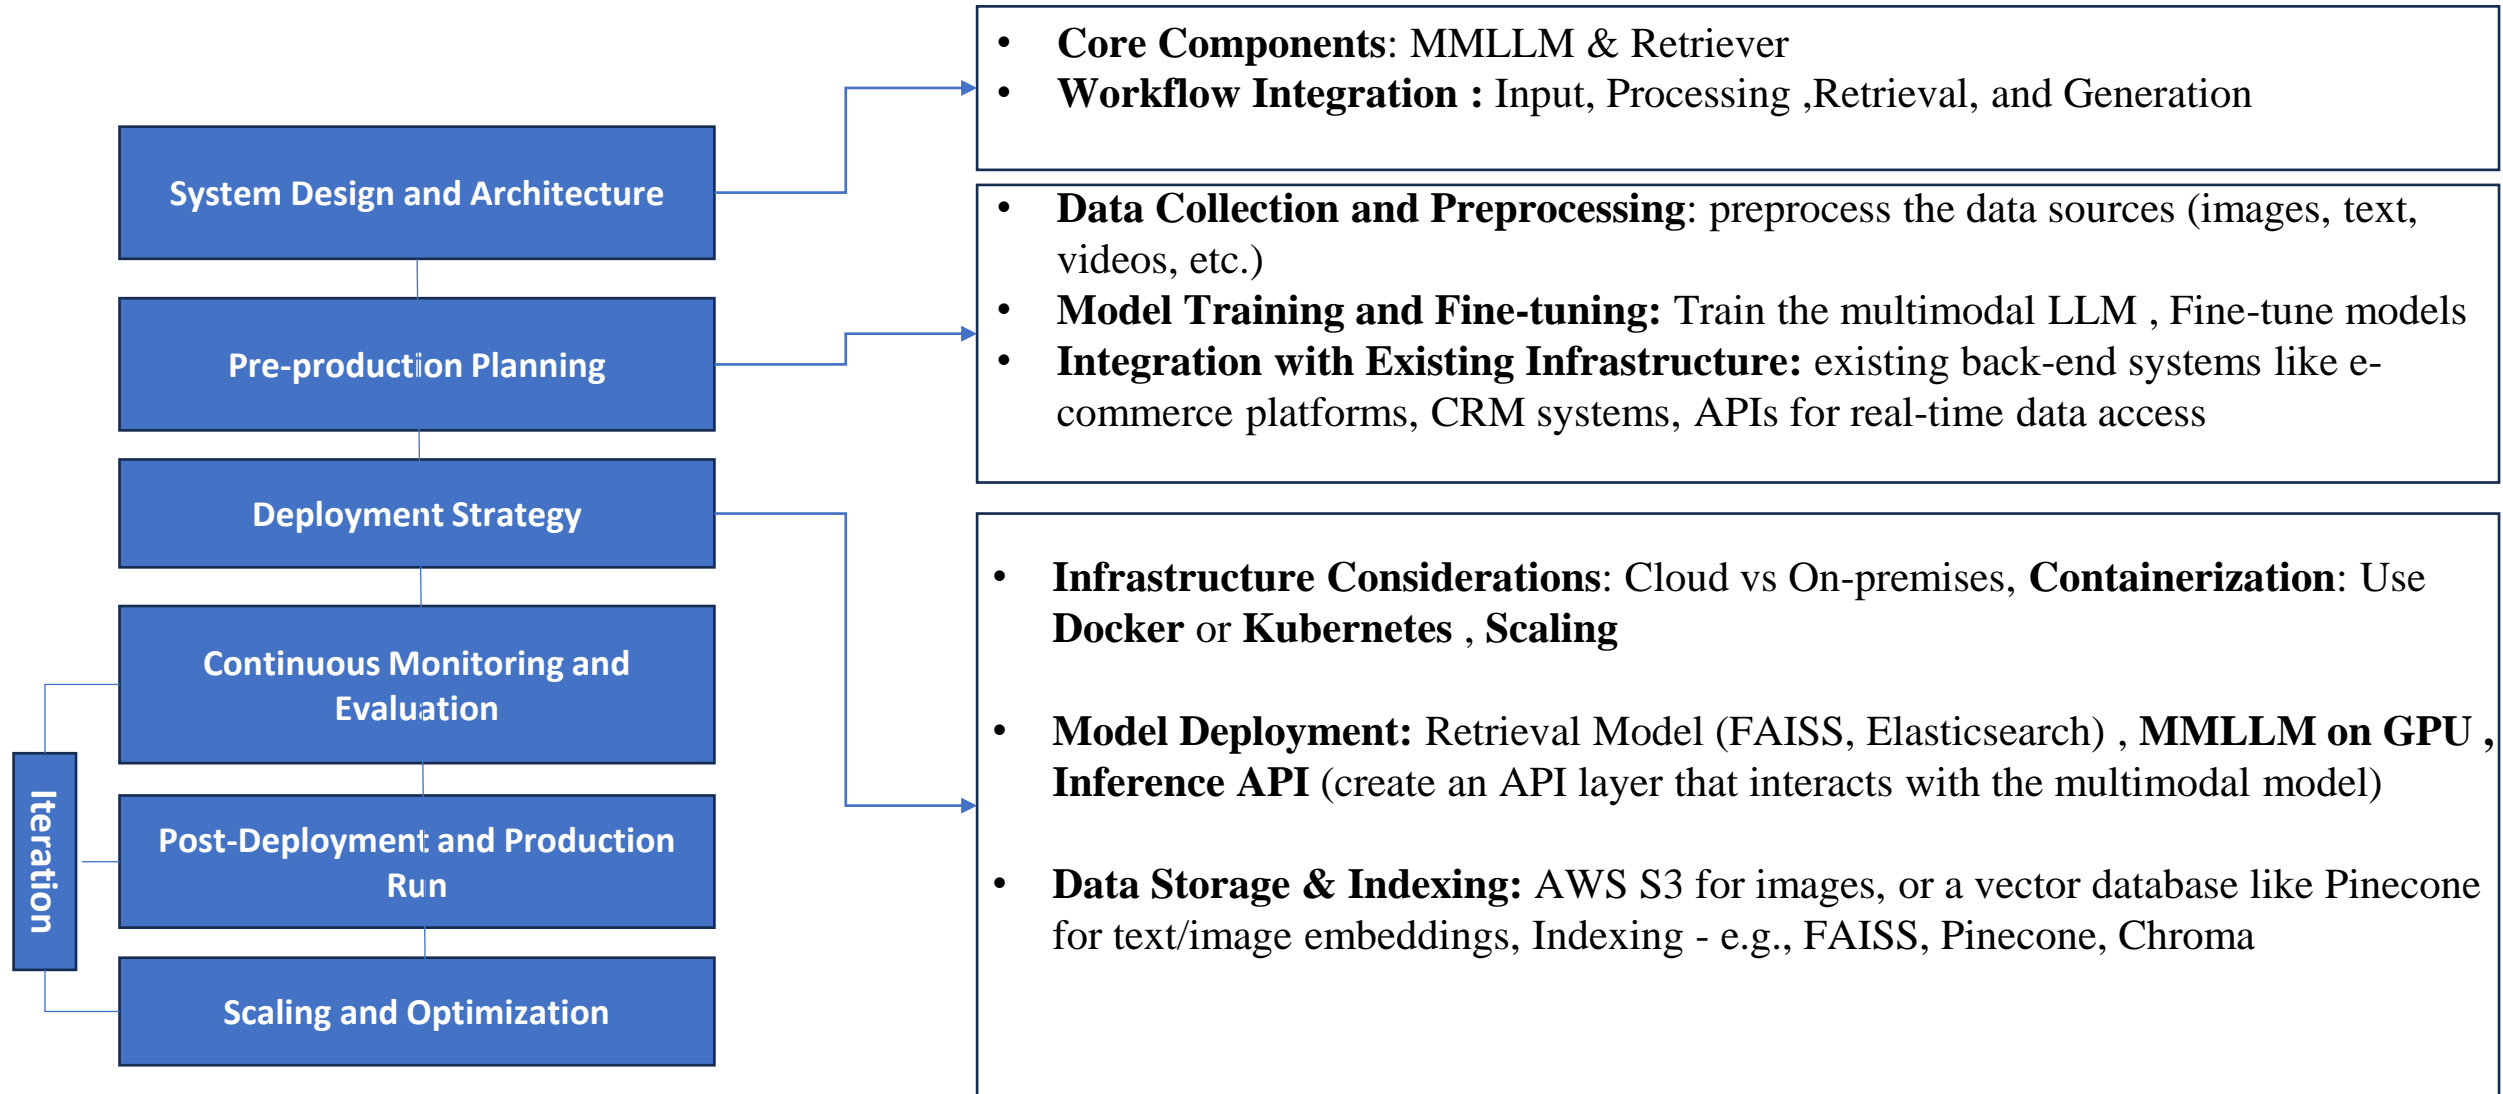 System Design and Architecture
Pre-production Planning
Deployment Strategy
Continuous Monitoring and
Evaluation
Post-Deployment and Production
Run
Scaling and Optimization
Iteration
• Core Components: MMLLM & Retriever
• Workflow Integration : Input, Processing ,Retrieval, and Generation
• Data Collection and Preprocessing: preprocess the data sources (images, text,
videos, etc.)
• Model Training and Fine-tuning: Train the multimodal LLM , Fine-tune models
• Integration with Existing Infrastructure: existing back-end systems like e-
commerce platforms, CRM systems, APIs for real-time data access
• Infrastructure Considerations: Cloud vs On-premises, Containerization: Use
Docker or Kubernetes , Scaling
• Model Deployment: Retrieval Model (FAISS, Elasticsearch) , MMLLM on GPU ,
Inference API (create an API layer that interacts with the multimodal model)
• Data Storage & Indexing: AWS S3 for images, or a vector database like Pinecone
for text/image embeddings, Indexing - e.g., FAISS, Pinecone, Chroma